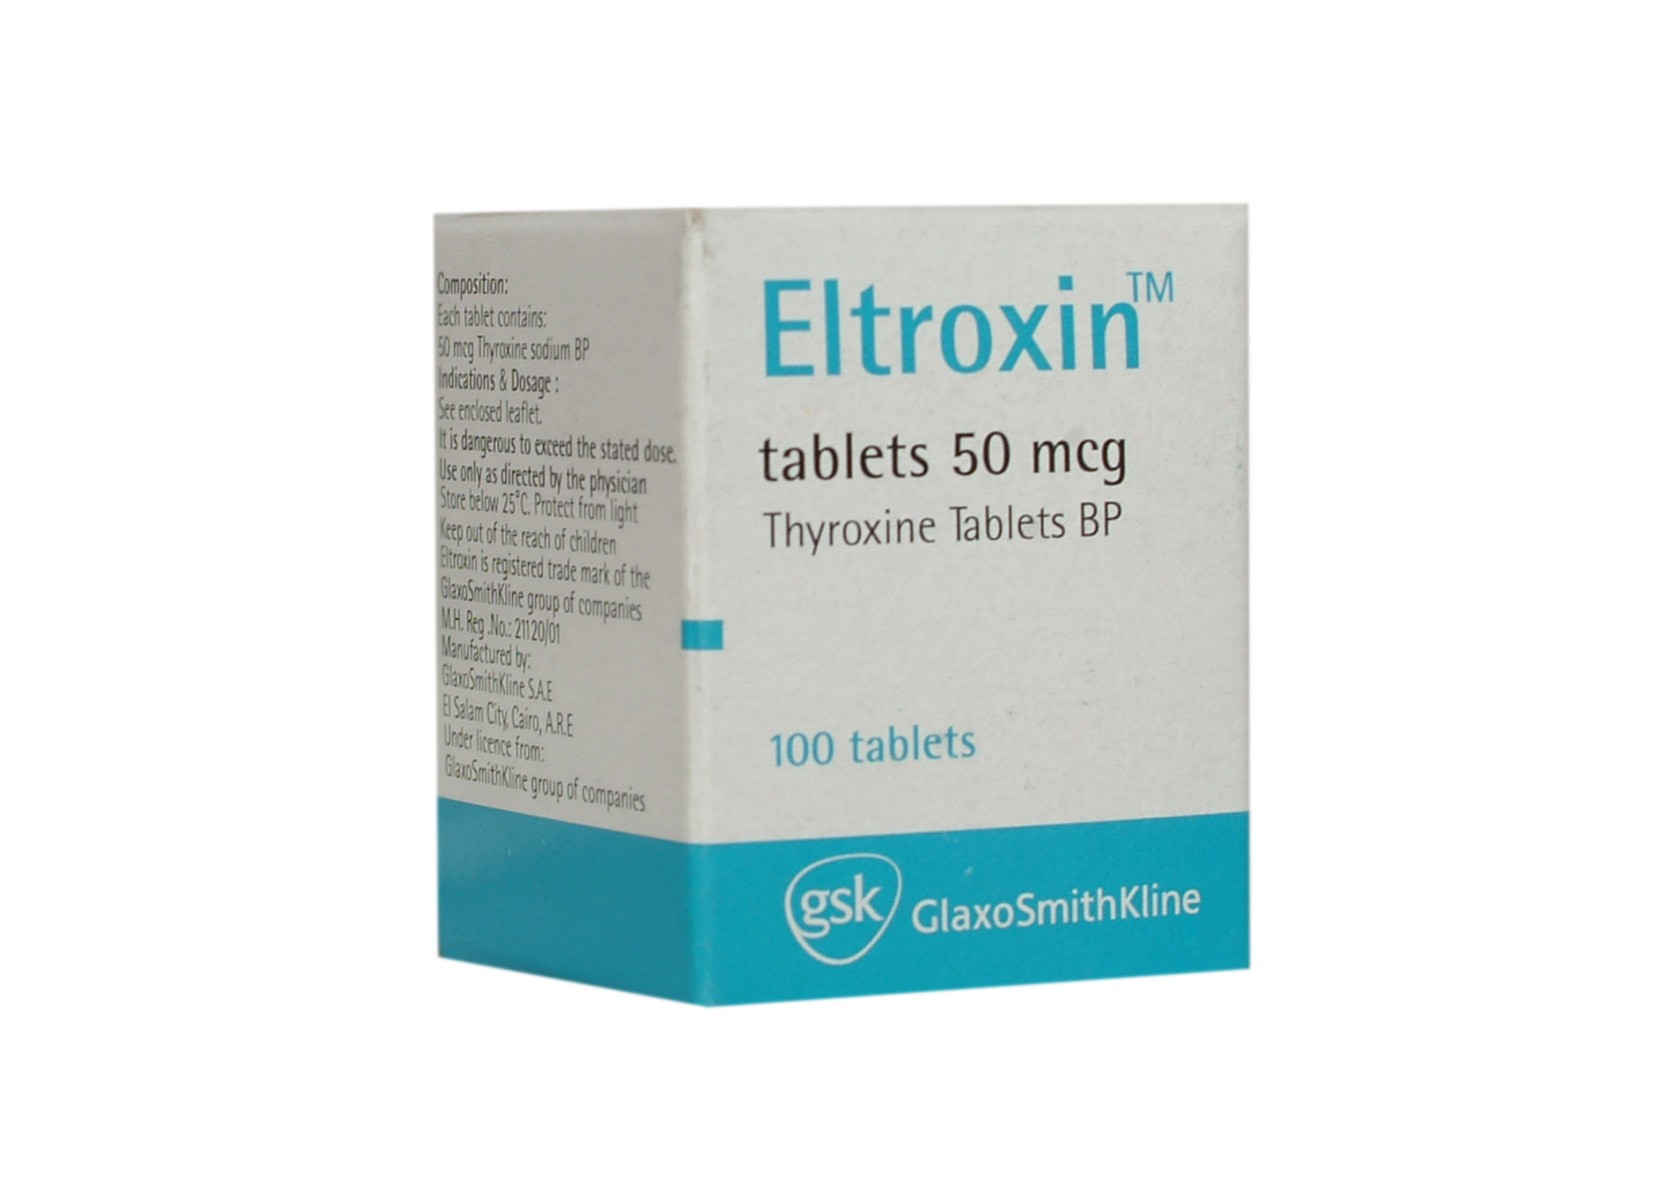 Composition:
Each tablet contains:
50 mcg Thyroxine sodium BP
Indications & Dosage :
See enclosed leaflet.
It is dangerous to exceed the stated dose.
Use only as directed by the physician
Store below 25°C. Protect from light
Keep out of the reach of children
Eltroxin is registered trade mark of the
GlaxoSmithKline group of companies
M.H. Reg .No.: 21120/01
Manufactured by:
GlaxoSmithKline S.A.E
El Salam City, Cairo, A.R.E
Under licence from:
GlaxoSmithKline group of companies
Eltroxin™
tablets 50 mcg
Thyroxine Tablets BP
100 tablets
gsk GlaxoSmithKline